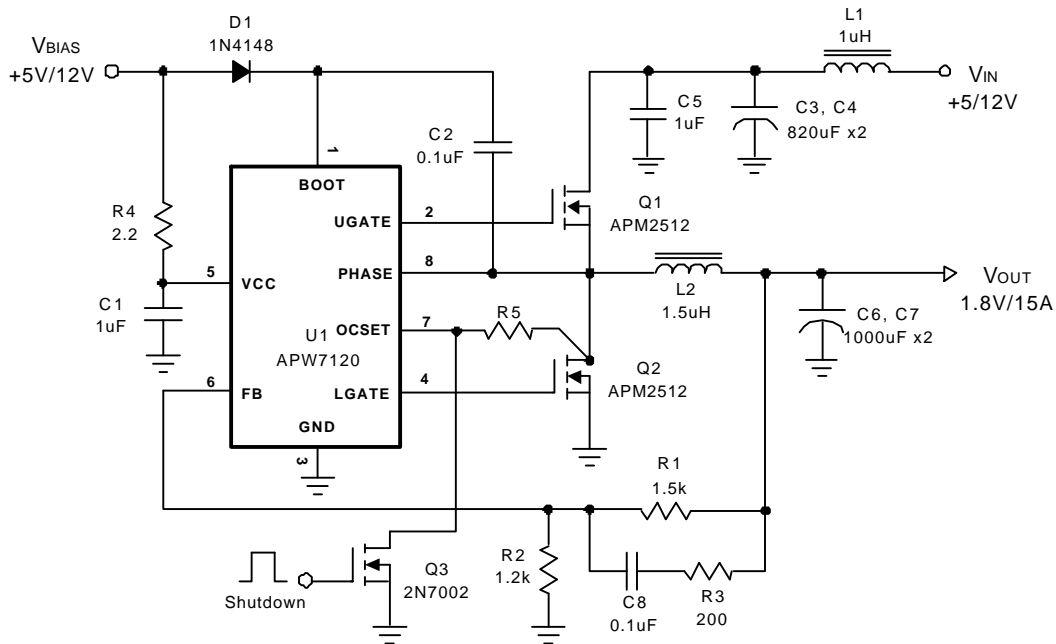 D1
1N4148
VBIAS
+5V/12V
L1
1uH
VIN
+5/12V
C5
1uF
C3, C4
820uF x2
C2
0.1uF
1
BOOT
R4
2.2
UGATE
2
Q1
APM2512
5
VCC
PHASE
8
L2
1.5uH
VOUT
1.8V/15A
C1
1uF
OCSET
7
R5
U1
APW7120
C6, C7
1000uF x2
6
FB
LGATE
4
Q2
APM2512
GND
3
R1
1.5k
R2
1.2k
C8
0.1uF
R3
200
Q3
2N7002
Shutdown